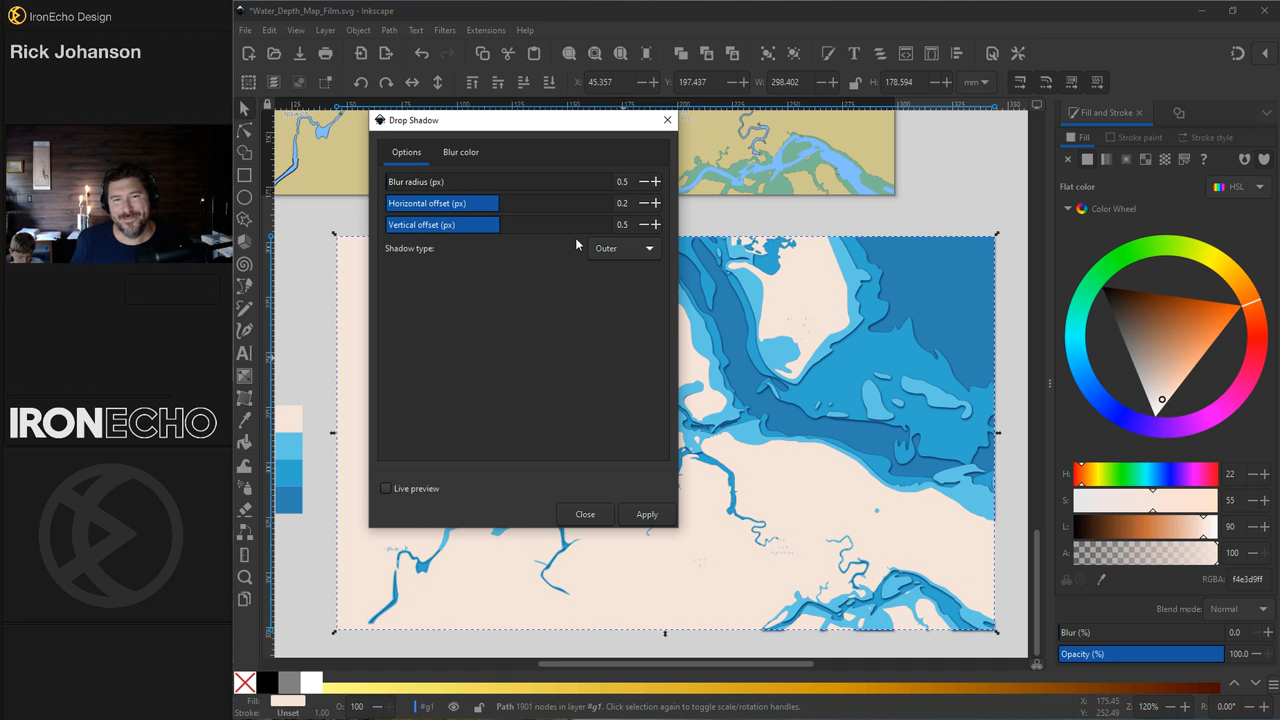 IronEcho Design
Rick Johanson
IRONECHO
*Water_Depth_Map_Film.svg - Inkscape
File Edit View Layer Object Path Text Filters Extensions Help
X: 45.357 Y: 197.437 W: 298.402 H: 178.594 mm
Drop Shadow
Options Blur color
Blur radius (px) 0.5
Horizontal offset (px) 0.2
Vertical offset (px) 0.5
Shadow type: Outer
Live preview
Close Apply
Fill and Stroke
Fill Stroke paint Stroke style
Flat color HSL
Color Wheel
H: 22
S: 55
L: 90
A: 100
RGBA: f4e3d9ff
Blend mode: Normal
Blur (%) 0.0
Opacity (%) 100.0
Fill: O: 100 #g1 Path 1901 nodes in layer #g1. Click selection again to toggle scale/rotation handles. X: 175.45 Z: 120% R: 0.00°
Stroke: Unset 1.00 Y: 252.49